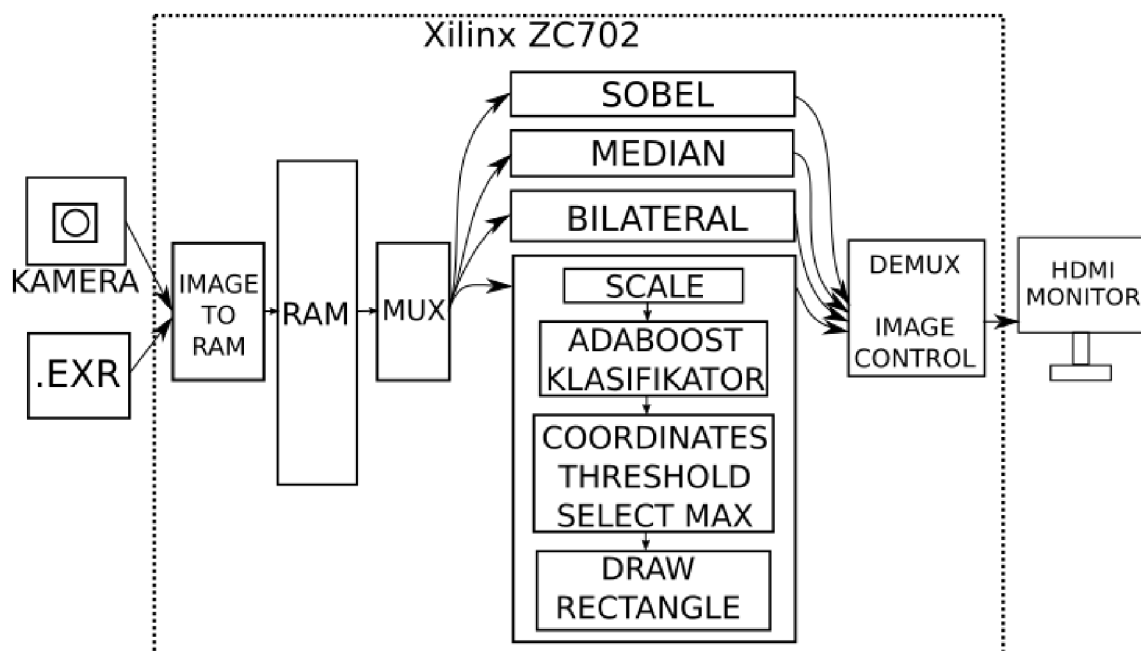 Xilinx ZC702
KAMERA
.EXR
IMAGE
TO
RAM
RAM
MUX
SOBEL
MEDIAN
BILATERAL
SCALE
ADABOOST
KLASIFIKATOR
COORDINATES
THRESHOLD
SELECT MAX
DRAW
RECTANGLE
DEMUX
IMAGE
CONTROL
HDMI
MONITOR